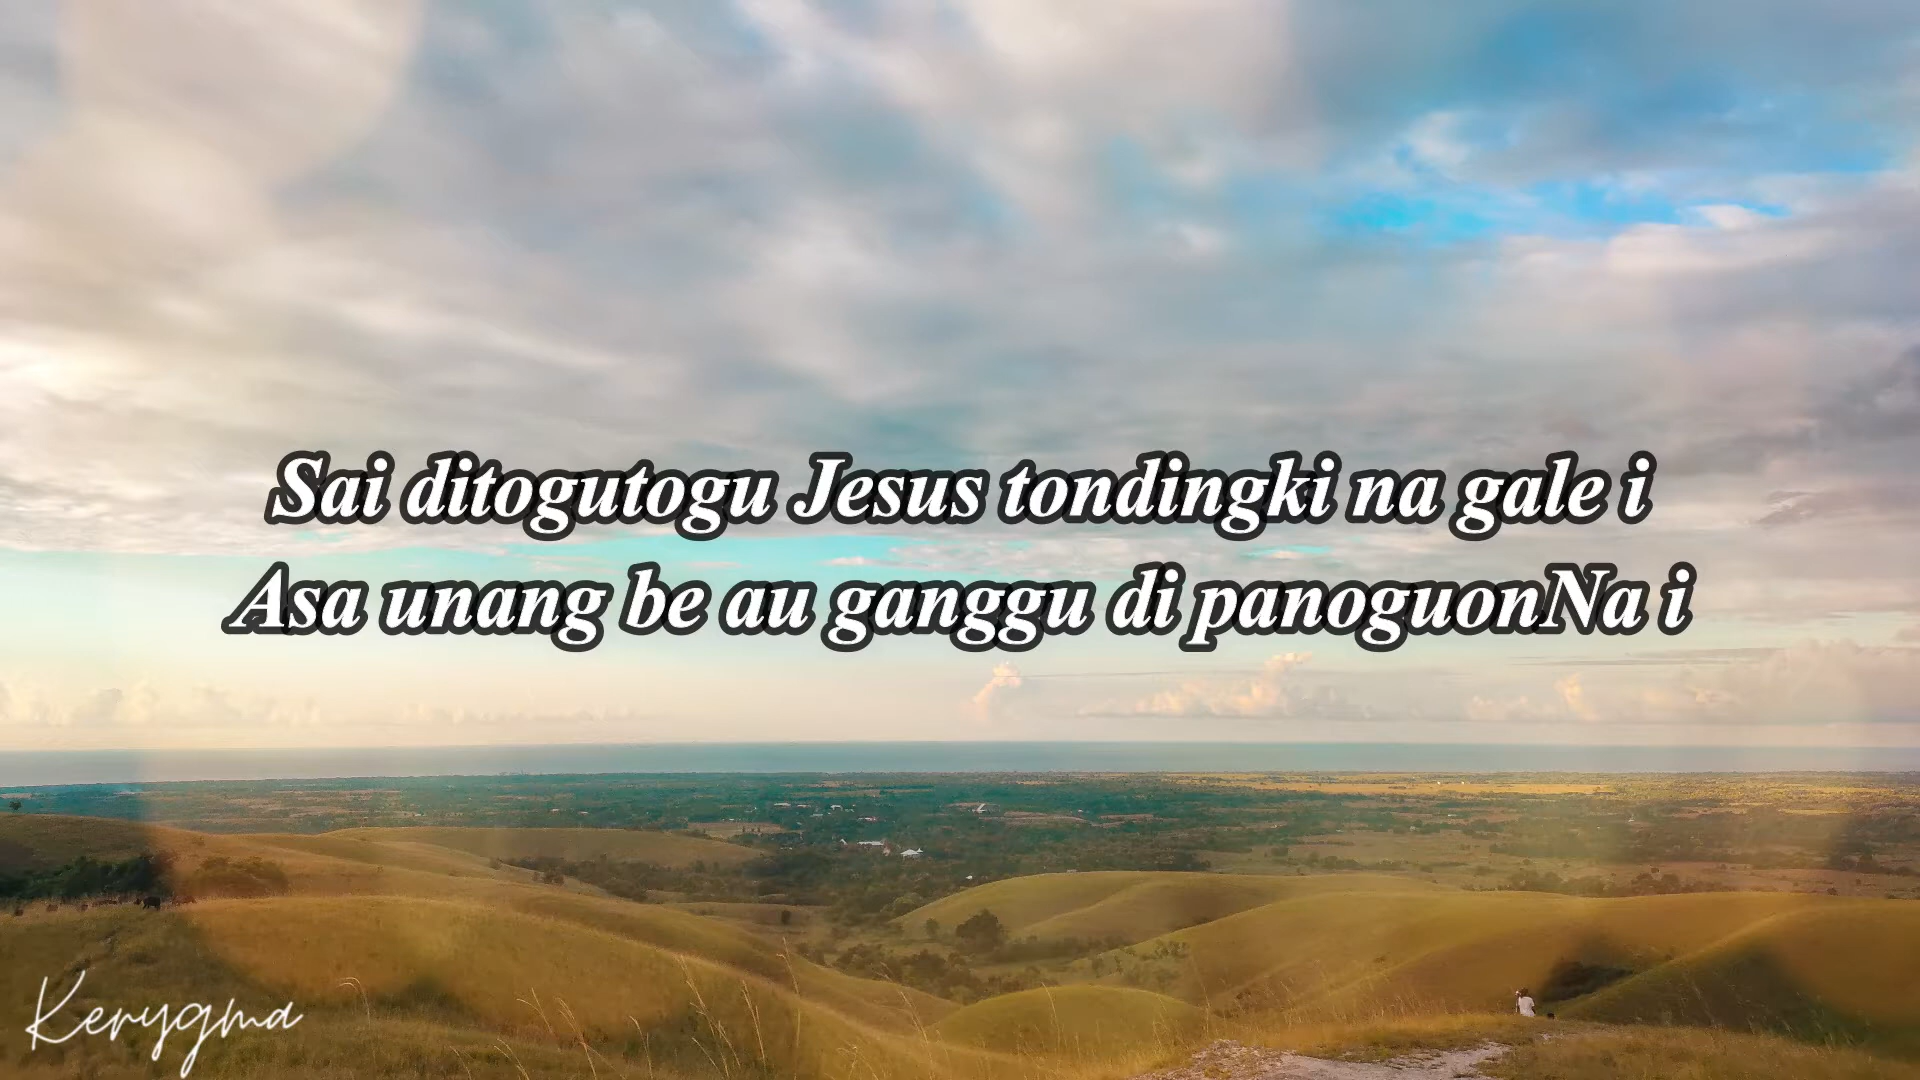 Sai ditogutogu Jesus tondingki na gale i
Asa unang be au ganggu di panoguonNa i
Kerygma